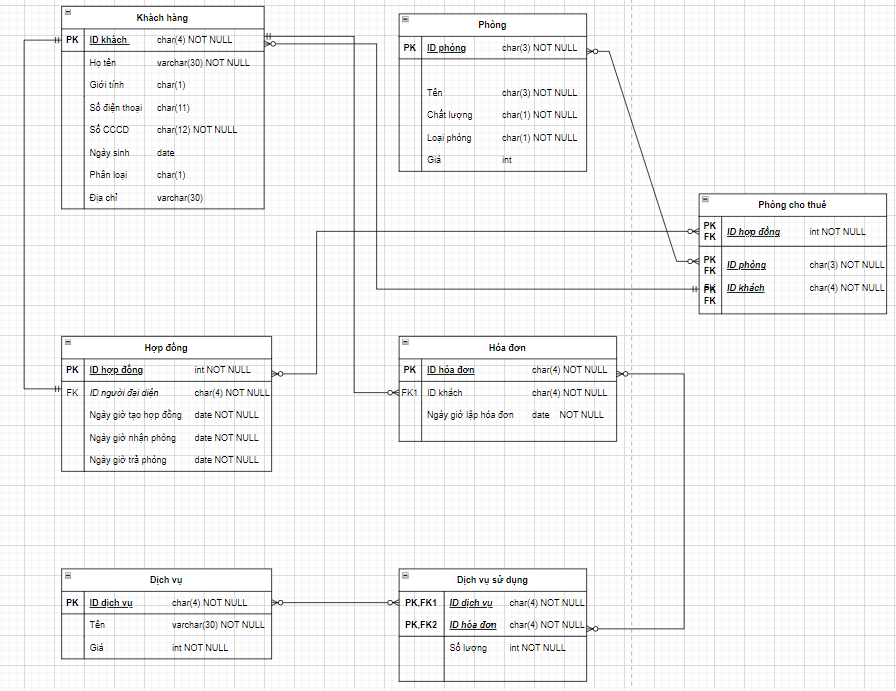 Khách hàng
PK ID khách char(4) NOT NULL
Họ tên varchar(30) NOT NULL
Giới tính char(1)
Số điện thoại char(11)
Số CCCD char(12) NOT NULL
Ngày sinh date
Phân loại char(1)
Địa chỉ varchar(30)
Phòng
PK ID phòng char(3) NOT NULL
Tên char(3) NOT NULL
Chất lượng char(1) NOT NULL
Loại phòng char(1) NOT NULL
Giá int
Phòng cho thuê
PK FK ID hợp đồng int NOT NULL
PK FK ID phòng char(3) NOT NULL
PK FK ID khách char(4) NOT NULL
Hợp đồng
PK ID hợp đồng int NOT NULL
FK ID người đại diện char(4) NOT NULL
Ngày giờ tạo hợp đồng date NOT NULL
Ngày giờ nhận phòng date NOT NULL
Ngày giờ trả phòng date NOT NULL
Hóa đơn
PK ID hóa đơn char(4) NOT NULL
FK1 ID khách char(4) NOT NULL
Ngày giờ lập hóa đơn date NOT NULL
Dịch vụ
PK ID dịch vụ char(4) NOT NULL
Tên varchar(30) NOT NULL
Giá int NOT NULL
Dịch vụ sử dụng
PK,FK1 ID dịch vụ char(4) NOT NULL
PK,FK2 ID hóa đơn char(4) NOT NULL
Số lượng int NOT NULL